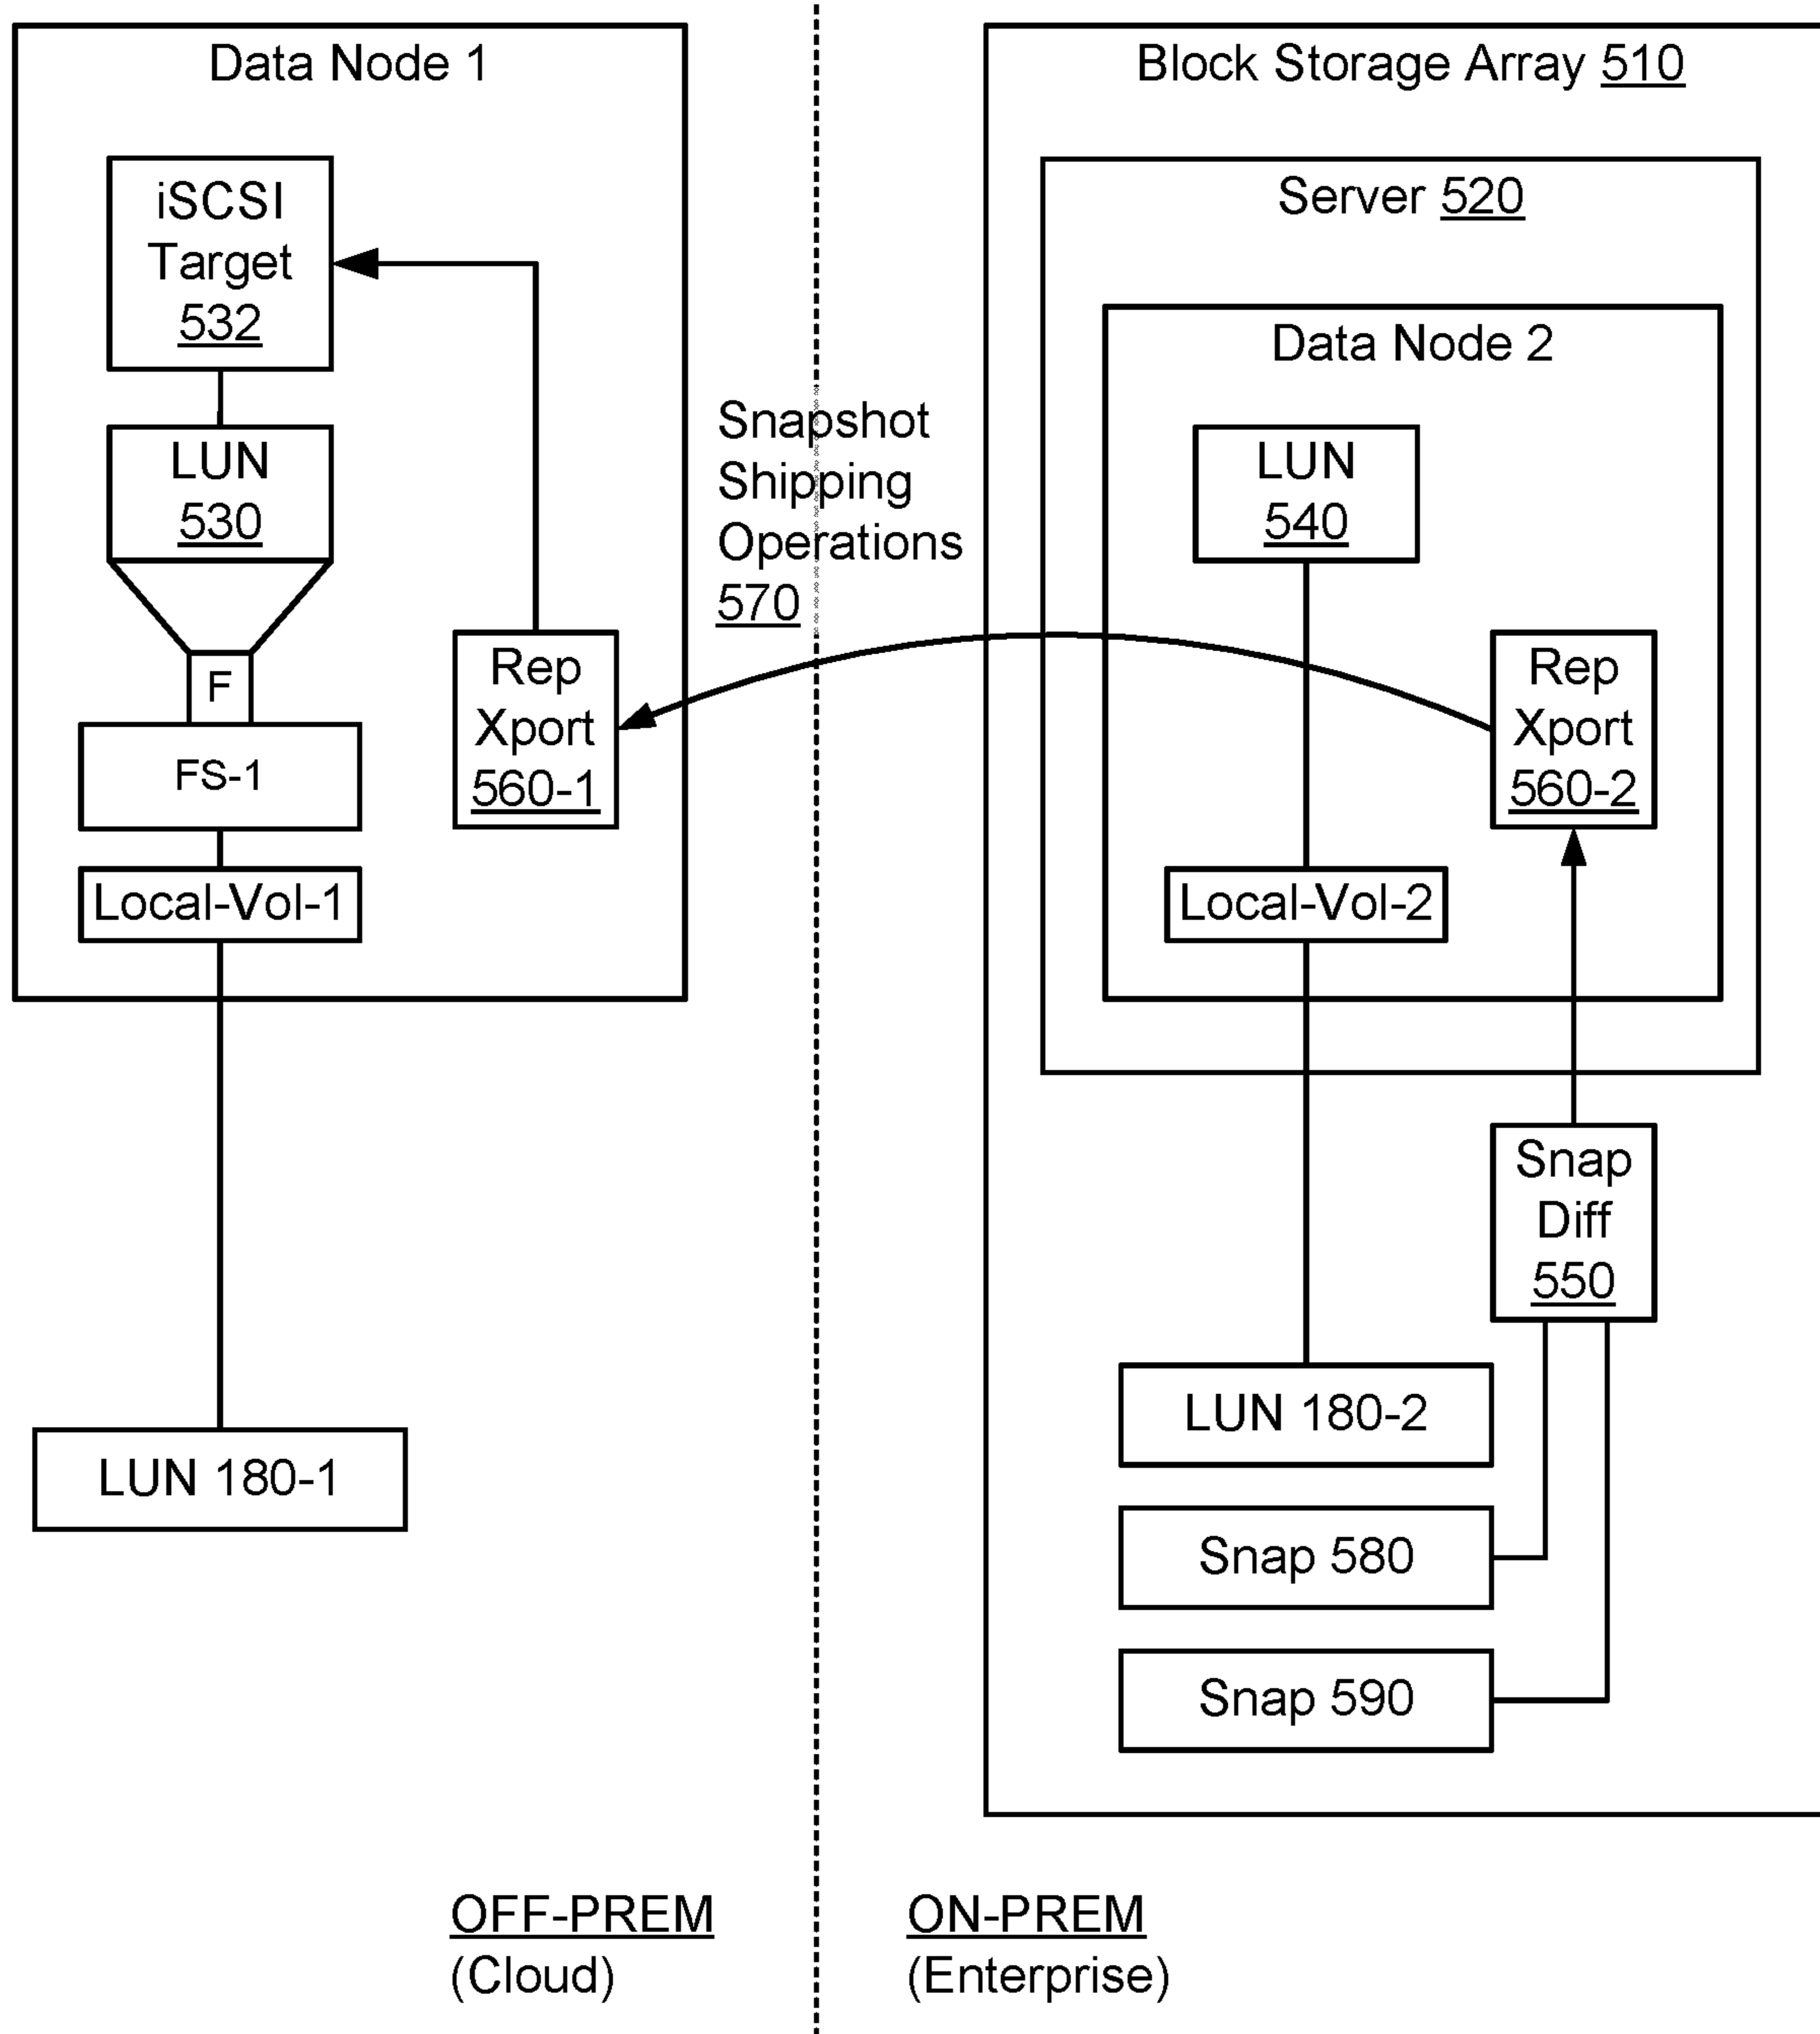 Data Node 1
iSCSI
Target
532
LUN
530
F
FS-1
Local-Vol-1
Rep
Xport
560-1
LUN 180-1
Snapshot
Shipping
Operations
570
Block Storage Array 510
Server 520
Data Node 2
LUN
540
Rep
Xport
560-2
Local-Vol-2
Snap
Diff
550
LUN 180-2
Snap 580
Snap 590
OFF-PREM
(Cloud)
ON-PREM
(Enterprise)